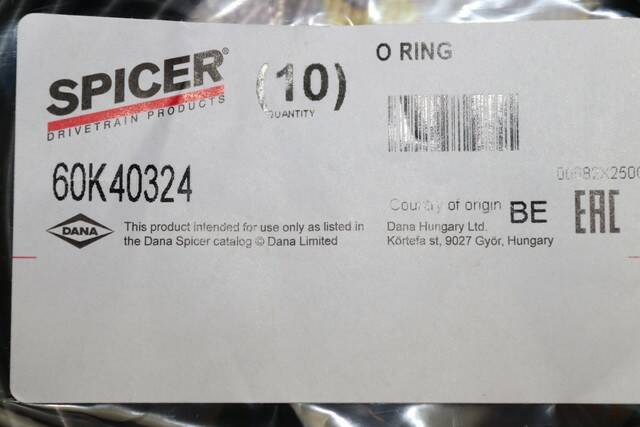 SPICER®
DRIVETRAIN PRODUCTS
(10)
QUANTITY
O RING
60K40324
Country of origin BE
EAC
DANA
This product intended for use only as listed in
the Dana Spicer catalog © Dana Limited
Dana Hungary Ltd.
Körtefa st, 9027 Győr, Hungary